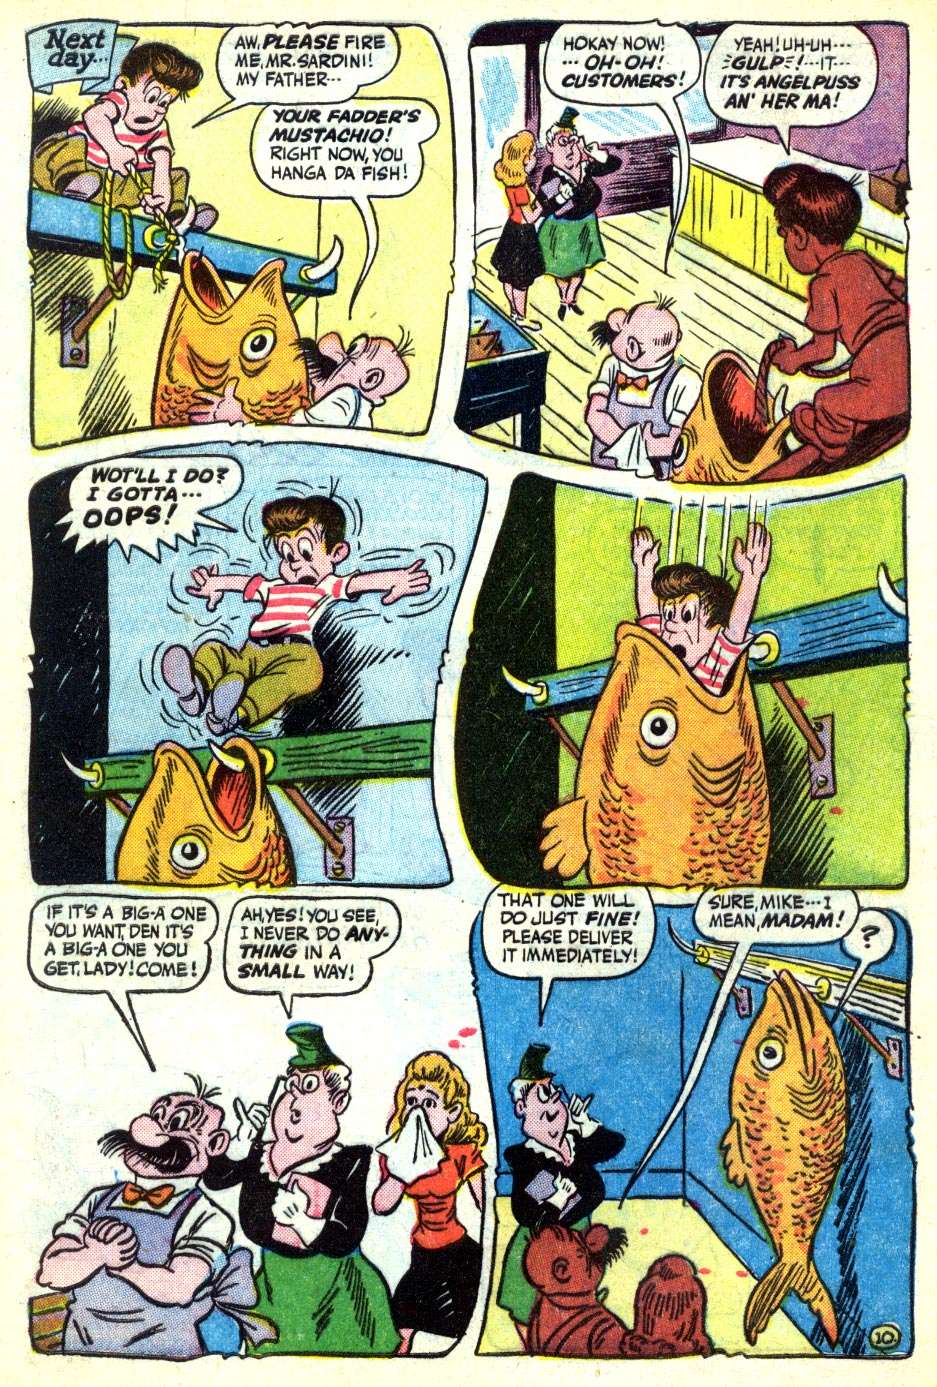 Next
day...
AW, PLEASE FIRE
ME, MR. SARDINI!
MY FATHER...
YOUR FADDER'S
MUSTACHIO!
RIGHT NOW, YOU
HANGA DA FISH!
HOKAY NOW!
... OH-OH!
CUSTOMERS!
YEAH! UH-UH---
GULP!---IT---
IT'S ANGELPUSS
AN' HER MA!
WOT'LL I DO?
I GOTTA---
OOPS!
IF IT'S A BIG-A ONE
YOU WANT, DEN IT'S
A BIG-A ONE YOU
GET, LADY! COME!
AH, YES! YOU SEE,
I NEVER DO ANY-
THING IN A
SMALL WAY!
THAT ONE WILL
DO JUST FINE!
PLEASE DELIVER
IT IMMEDIATELY!
SURE, MIKE---I
MEAN, MADAM!
?
10